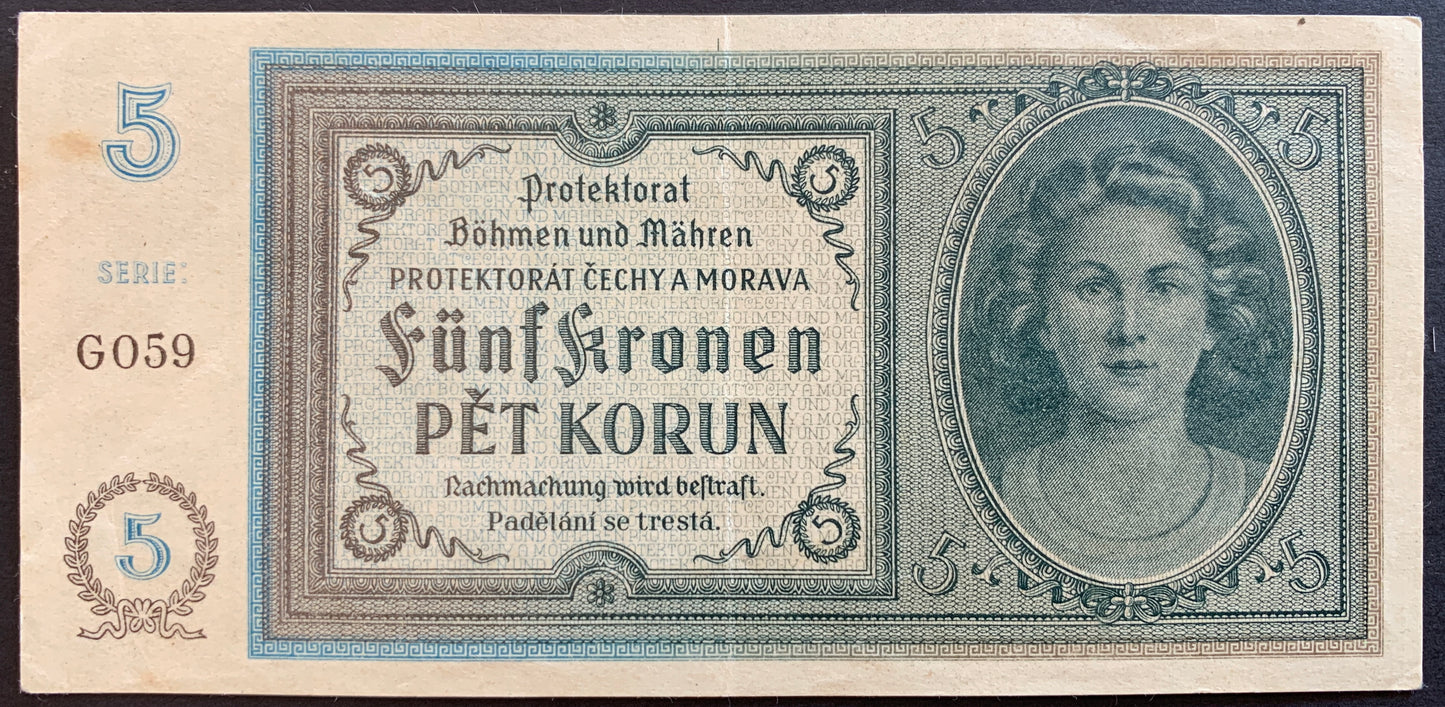 5
SERIE:
G059
5
5 5
Protektorat
Böhmen und Mähren
PROTEKTORÁT ČECHY A MORAVA
Fünf Kronen
PĚT KORUN
Nachmachung wird bestraft.
Padělání se trestá.
5 5
5 5
5 5